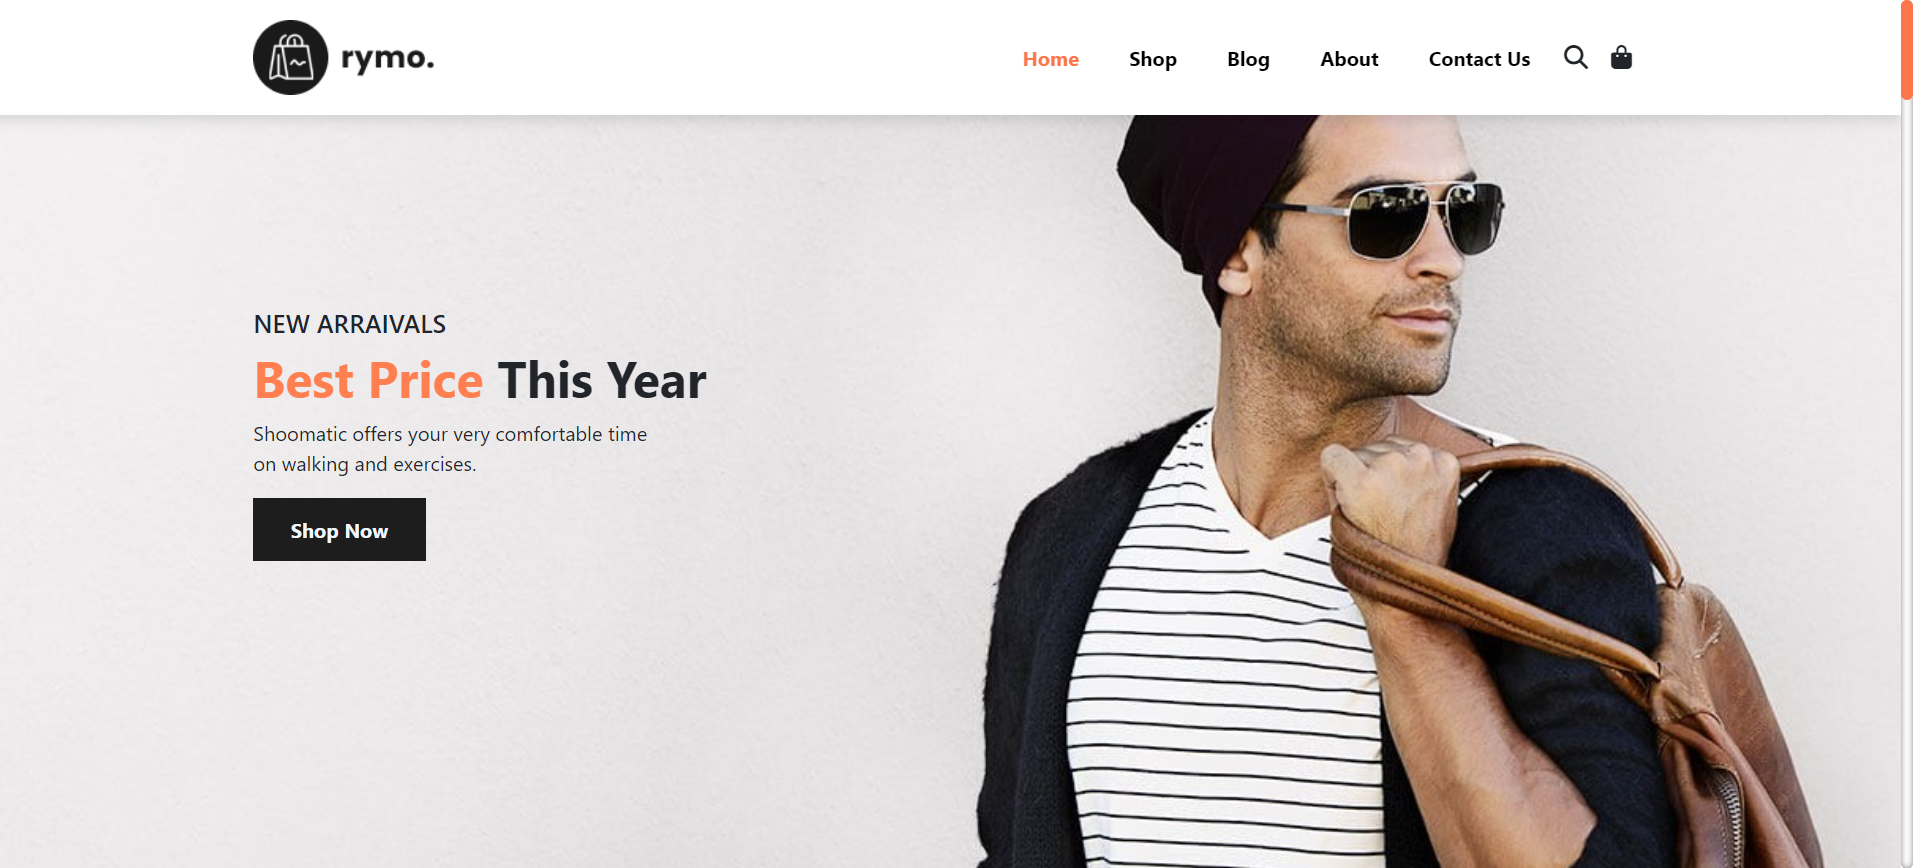 rymo.
Home Shop Blog About Contact Us
NEW ARRAIVALS
Best Price This Year
Shoomatic offers your very comfortable time
on walking and exercises.
Shop Now